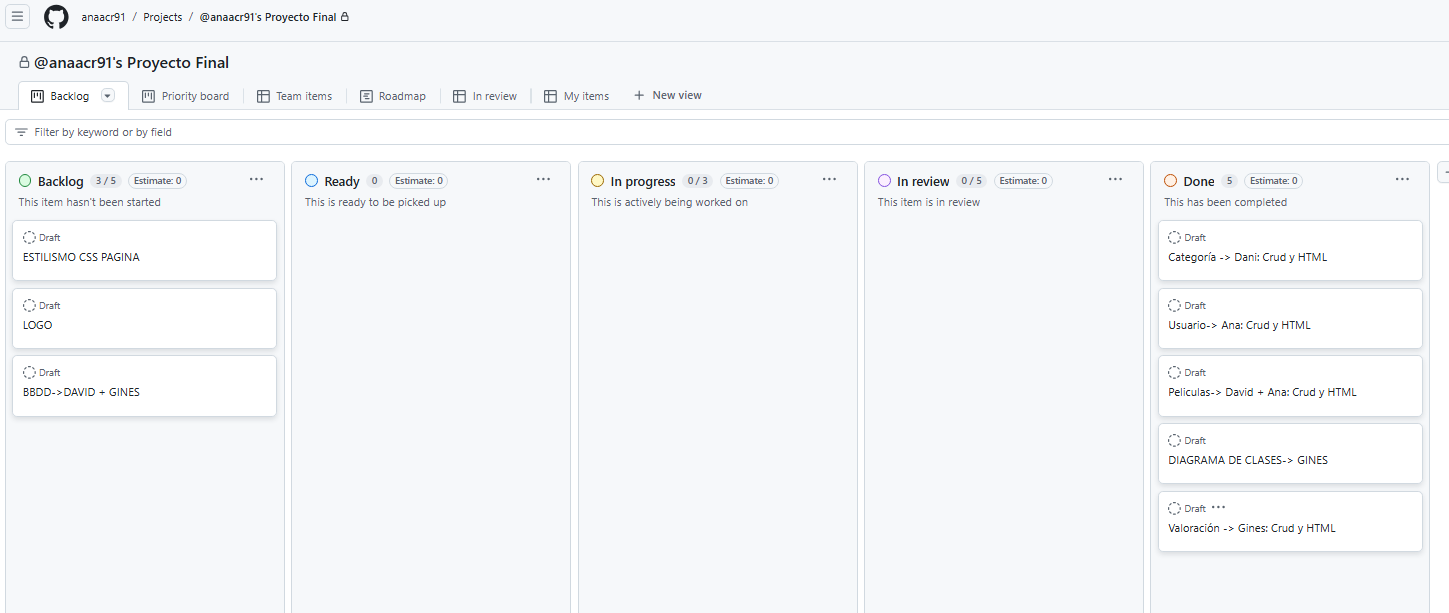 anaacr91 / Projects / @anaacr91's Proyecto Final
@anaacr91's Proyecto Final
Backlog Priority board Team items Roadmap In review My items + New view
Filter by keyword or by field
Backlog 3 / 5 Estimate: 0
This item hasn't been started
Draft
ESTILISMO CSS PAGINA
Draft
LOGO
Draft
BBDD->DAVID + GINES
Ready 0 Estimate: 0
This is ready to be picked up
In progress 0 / 3 Estimate: 0
This is actively being worked on
In review 0 / 5 Estimate: 0
This item is in review
Done 5 Estimate: 0
This has been completed
Draft
Categoría -> Dani: Crud y HTML
Draft
Usuario-> Ana: Crud y HTML
Draft
Peliculas-> David + Ana: Crud y HTML
Draft
DIAGRAMA DE CLASES-> GINES
Draft ...
Valoración -> Gines: Crud y HTML